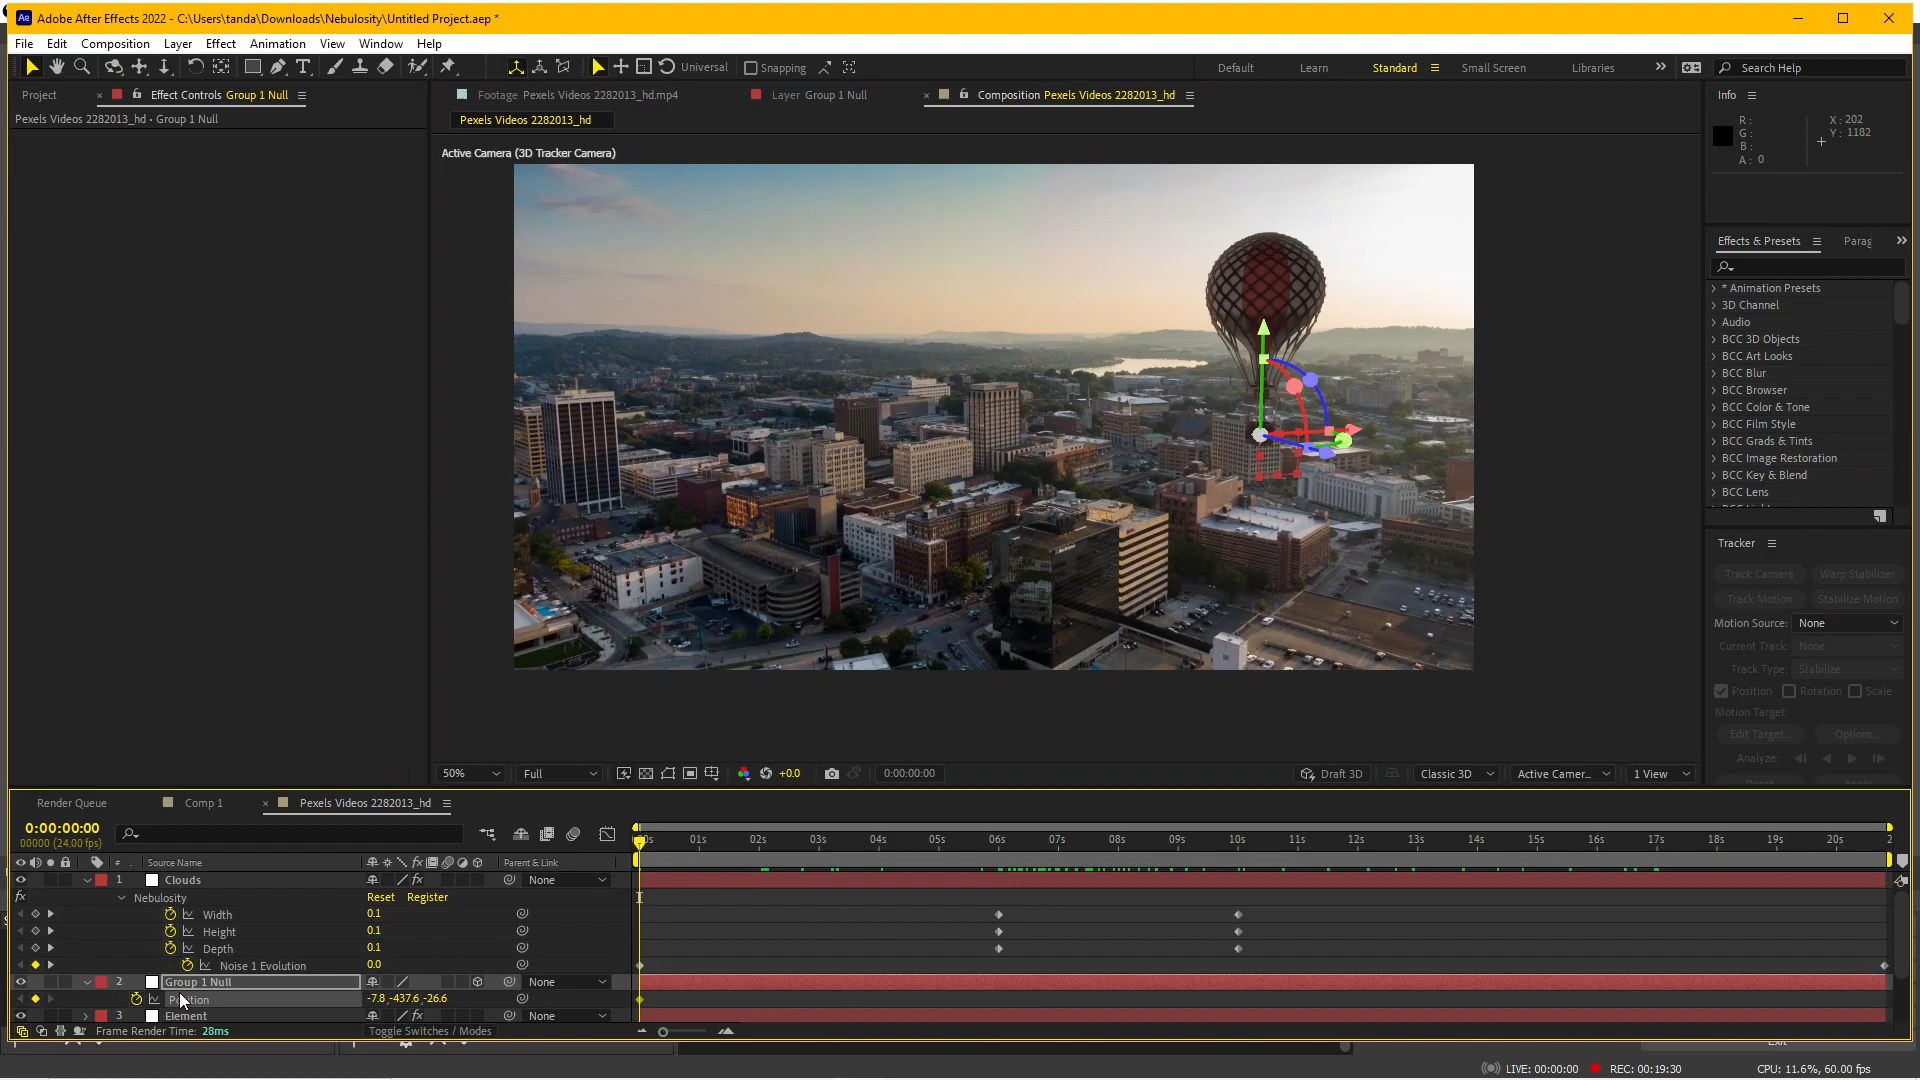 Adobe After Effects 2022 - C:\Users\tanda\Downloads\Nebulosity\Untitled Project.aep *
File Edit Composition Layer Effect Animation View Window Help
Universal Snapping Default Learn Standard Small Screen Libraries Search Help
Project Effect Controls Group 1 Null
Footage Pexels Videos 2282013_hd.mp4 Layer Group 1 Null Composition Pexels Videos 2282013_hd
Info
Pexels Videos 2282013_hd • Group 1 Null
Pexels Videos 2282013_hd
R : X : 202
G : Y : 1182
B :
A : 0
Active Camera (3D Tracker Camera)
Effects & Presets Parag
* Animation Presets
3D Channel
Audio
BCC 3D Objects
BCC Art Looks
BCC Blur
BCC Browser
BCC Color & Tone
BCC Film Style
BCC Grads & Tints
BCC Image Restoration
BCC Key & Blend
BCC Lens
Tracker
Track Camera Warp Stabilizer
Track Motion Stabilize Motion
Motion Source: None
Current Track: None
Track Type: Stabilize
Position Rotation Scale
Motion Target:
Edit Target... Options...
Analyze:
50% Full +0.0 0:00:00:00 Draft 3D Classic 3D Active Camer... 1 View
Render Queue Comp 1 Pexels Videos 2282013_hd
0:00:00:00
00000 (24.00 fps)
01s 02s 03s 04s 05s 06s 07s 08s 09s 10s 11s 12s 13s 14s 15s 16s 17s 18s 19s 20s 2
# Source Name Parent & Link
1 Clouds None
Nebulosity Reset Register
Width 0.1
Height 0.1
Depth 0.1
Noise 1 Evolution 0.0
2 Group 1 Null None
Position -7.8,-437.6,-26.6
3 Element None
Frame Render Time: 28ms Toggle Switches / Modes
LIVE: 00:00:00 REC: 00:19:30 CPU: 11.6%, 60.00 fps